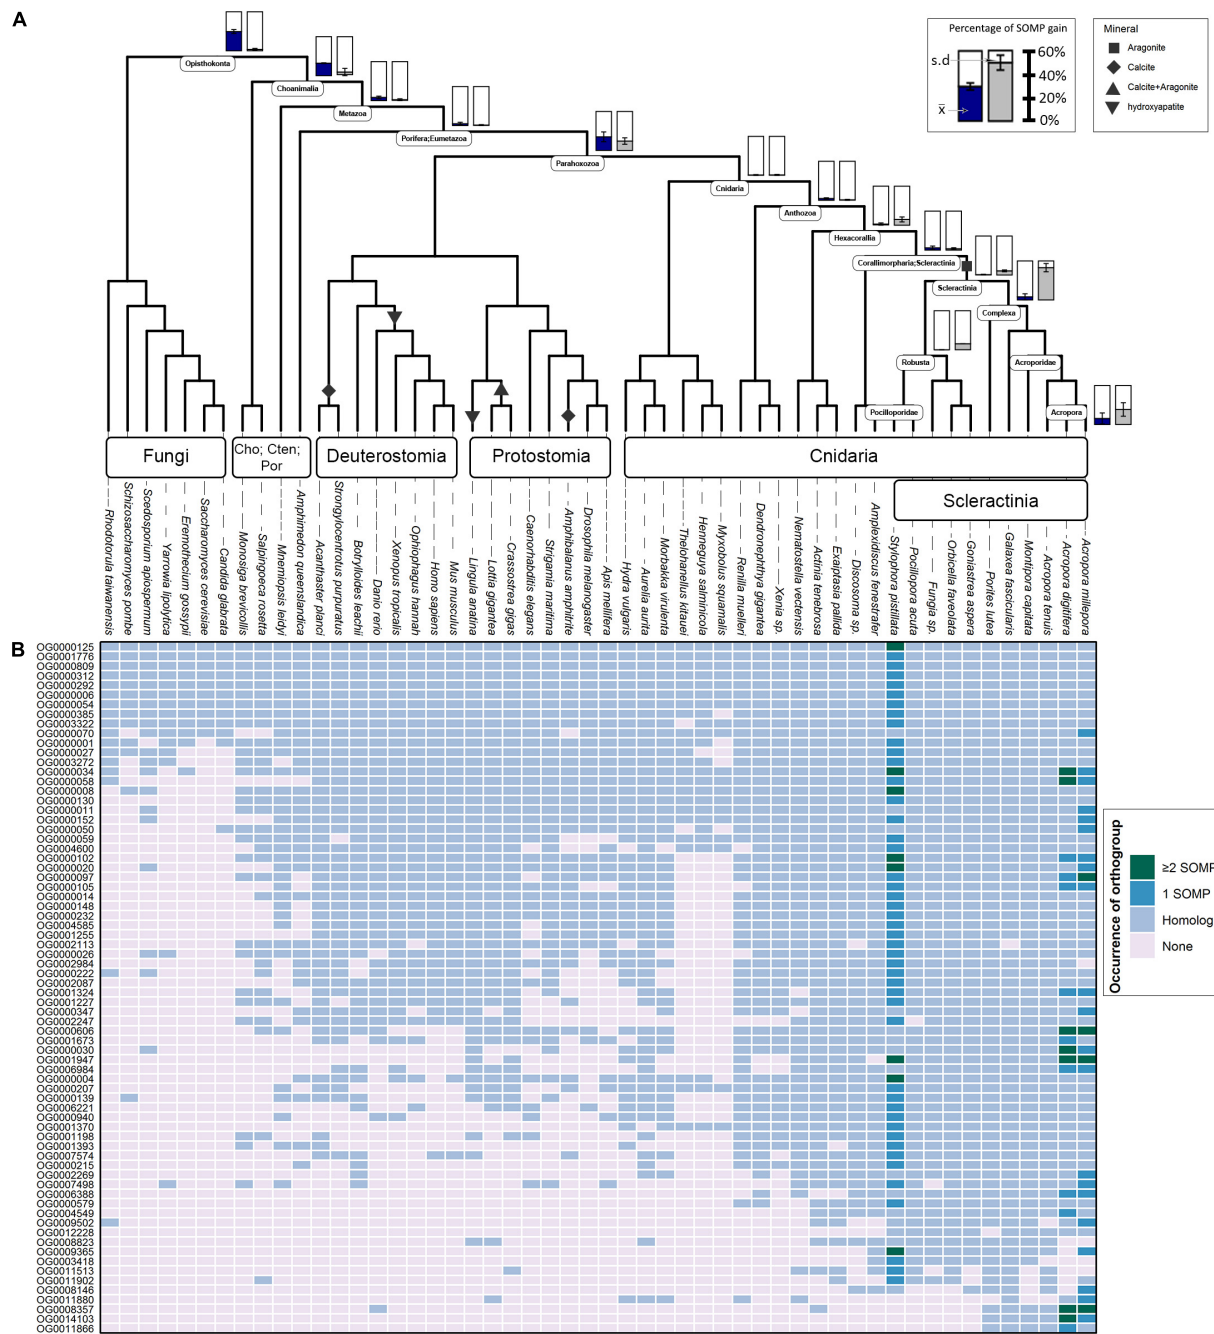 A
Percentage of SOMP gain
s.d
x̄
60%
40%
20%
0%
Mineral
Aragonite
Calcite
Calcite+Aragonite
hydroxyapatite
Opisthokonta
Choanimalia
Metazoa
Porifera;Eumetazoa
Parahoxozoa
Cnidaria
Anthozoa
Hexacorallia
Corallimorpharia;Scleractinia
Scleractinia
Complexa
Robusta
Acroporidae
Pocilloporidae
Acropora
Fungi
Cho; Cten;
Por
Deuterostomia
Protostomia
Cnidaria
Scleractinia
Rhodotorula taiwanensis
Schizosaccharomyces pombe
Scedosporium apiospermum
Yarrowia lipolytica
Eremothecium gossypii
Saccharomyces cerevisiae
Candida glabrata
Monosiga brevicollis
Salpingoeca rosetta
Mnemiopsis leidyi
Amphimedon queenslandica
Acanthaster planci
Strongylocentrotus purpuratus
Botrylloides leachii
Danio rerio
Xenopus tropicalis
Ophiophagus hannah
Homo sapiens
Mus musculus
Lingula anatina
Lottia gigantea
Crassostrea gigas
Caenorhabditis elegans
Strigamia maritima
Amphibalanus amphitrite
Drosophila melanogaster
Apis mellifera
Hydra vulgaris
Aurelia aurita
Morbakka virulenta
Thelohanellus kitauei
Henneguya salminicola
Myxobolus squamalis
Renilla muelleri
Dendronephthya gigantea
Xenia sp.
Nematostella vectensis
Actinia tenebrosa
Exaiptasia pallida
Discosoma sp.
Amplexidiscus fenestrafer
Stylophora pistillata
Pocillopora acuta
Fungia sp.
Orbicella faveolata
Goniastrea aspera
Porites lutea
Galaxea fascicularis
Montipora capitata
Acropora tenuis
Acropora digitifera
Acropora millepora
B
OG0000125
OG0001776
OG0000809
OG0000312
OG0000292
OG0000006
OG0000054
OG0000385
OG0003322
OG0000070
OG0000001
OG0000027
OG0003272
OG0000034
OG0000058
OG0000008
OG0000130
OG0000011
OG0000152
OG0000050
OG0000059
OG0004600
OG0000102
OG0000020
OG0000097
OG0000105
OG0000014
OG0000148
OG0000232
OG0004585
OG0001255
OG0002113
OG0000026
OG0002984
OG0000222
OG0002087
OG0001324
OG0001227
OG0000347
OG0002247
OG0000606
OG0001673
OG0000030
OG0001947
OG0006984
OG0000004
OG0000207
OG0000139
OG0006221
OG0000940
OG0001370
OG0001198
OG0001393
OG0007574
OG0000215
OG0002269
OG0007498
OG0006388
OG0000579
OG0004549
OG0009502
OG0012228
OG0008823
OG0009365
OG0003418
OG0011513
OG0011902
OG0008146
OG0011880
OG0008357
OG0014103
OG0011866
Occurrence of orthogroup
≥2 SOMP
1 SOMP
Homolog
None